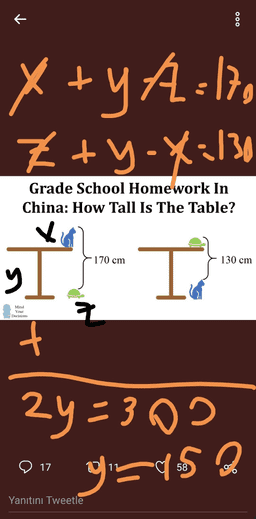 x + y - z = 170
z + y - x = 130
Grade School Homework In
China: How Tall Is The Table?
x
170 cm
130 cm
y
z
Mind
Your
Decisions
+
2y = 300
y = 150
17
11
58
Yanıtını Tweetle